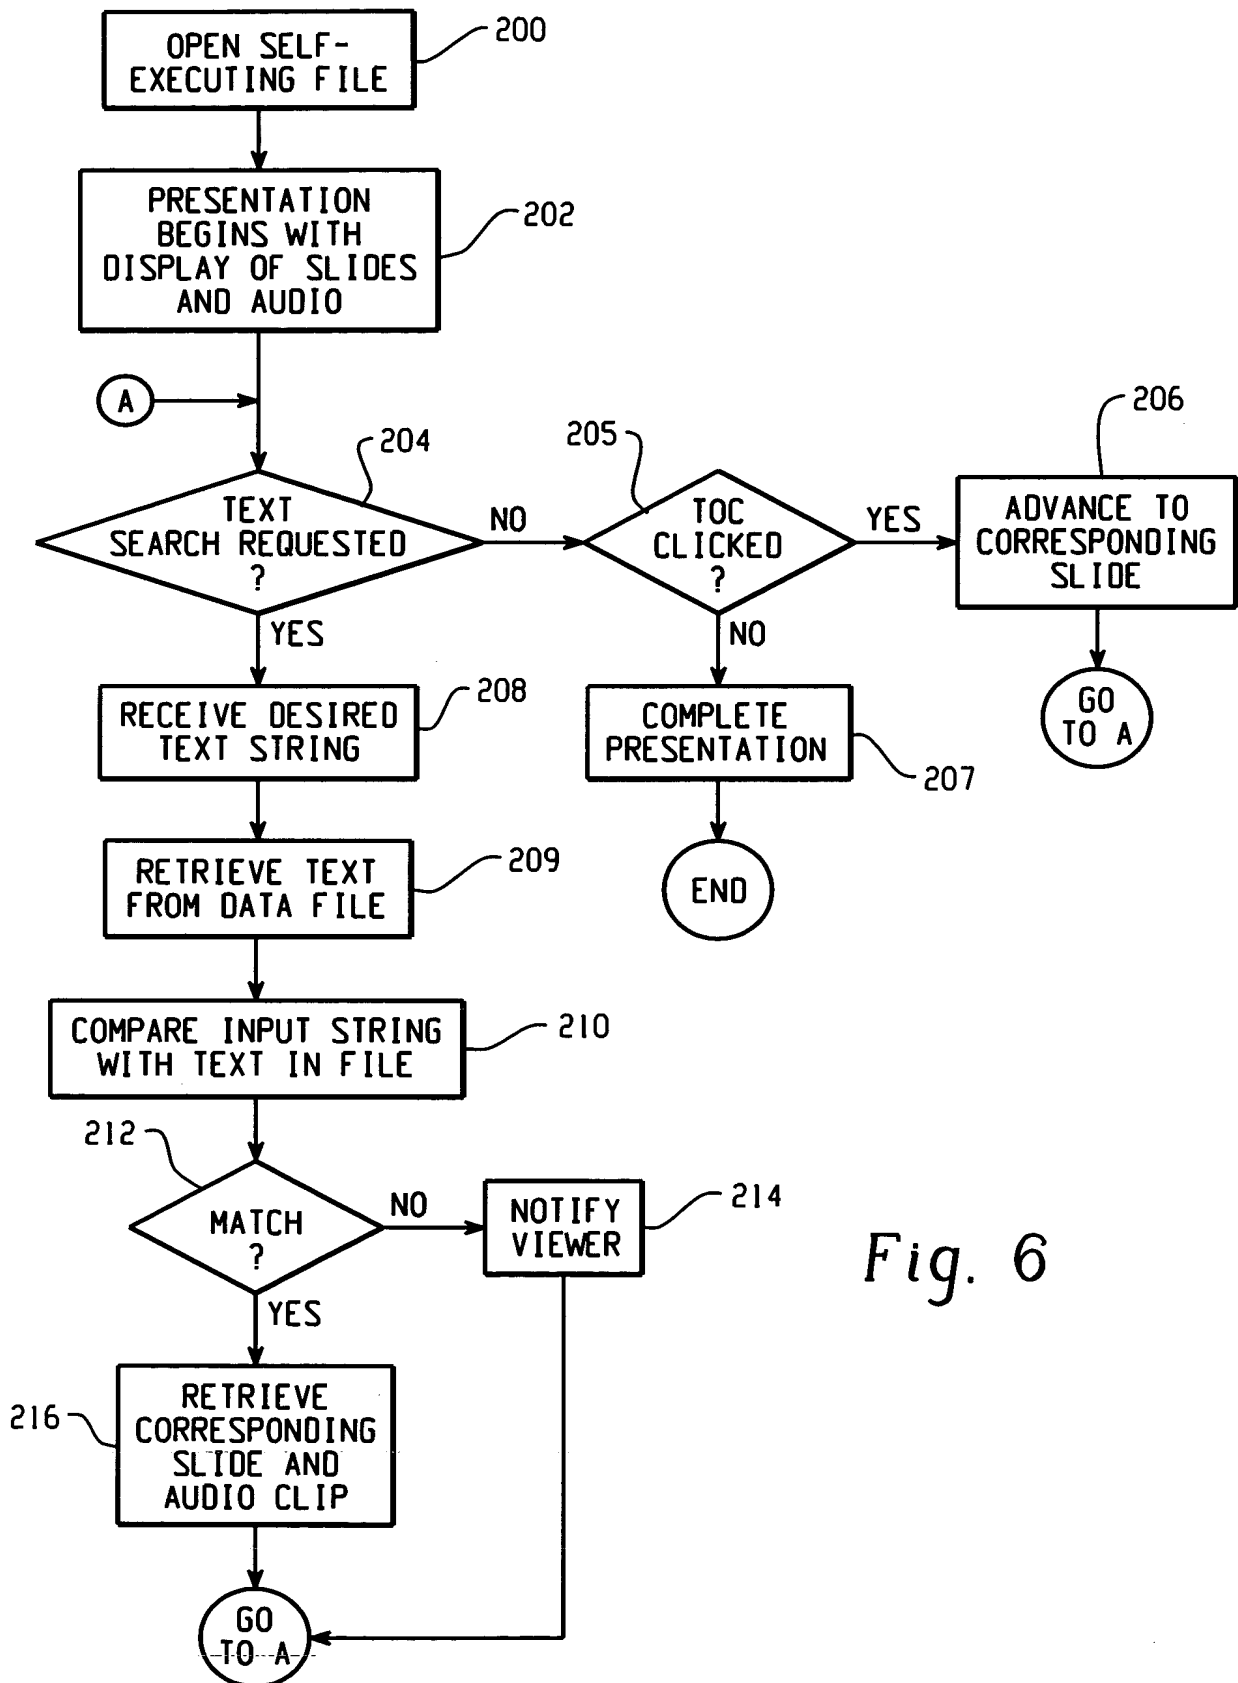 200
OPEN SELF-
EXECUTING FILE
PRESENTATION
BEGINS WITH
DISPLAY OF SLIDES
AND AUDIO
202
A
204
TEXT
SEARCH REQUESTED
?
NO
YES
205
TOC
CLICKED
?
YES
NO
206
ADVANCE TO
CORRESPONDING
SLIDE
GO
TO A
COMPLETE
PRESENTATION
207
END
RECEIVE DESIRED
TEXT STRING
208
RETRIEVE TEXT
FROM DATA FILE
209
COMPARE INPUT STRING
WITH TEXT IN FILE
210
212
MATCH
?
NO
YES
NOTIFY
VIEWER
214
Fig. 6
216
RETRIEVE
CORRESPONDING
SLIDE AND
AUDIO CLIP
GO
TO A